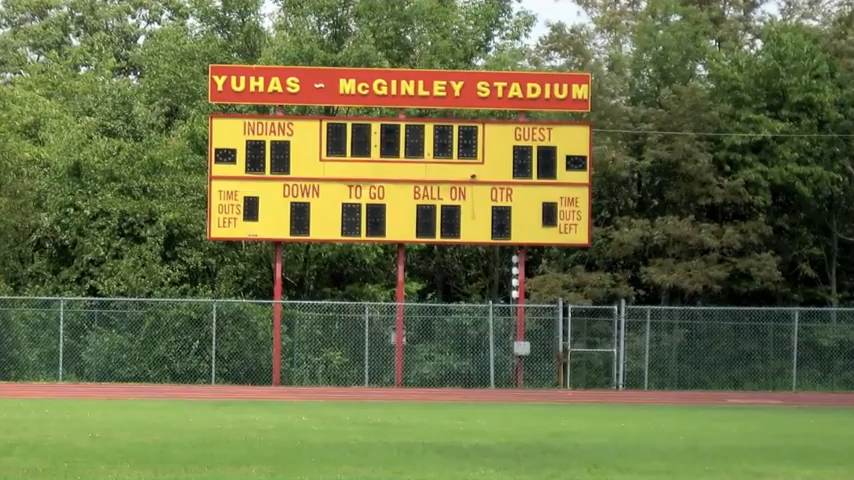 YUHAS ~ McGINLEY STADIUM
INDIANS GUEST
DOWN TO GO BALL ON QTR
TIME OUTS LEFT
TIME OUTS LEFT